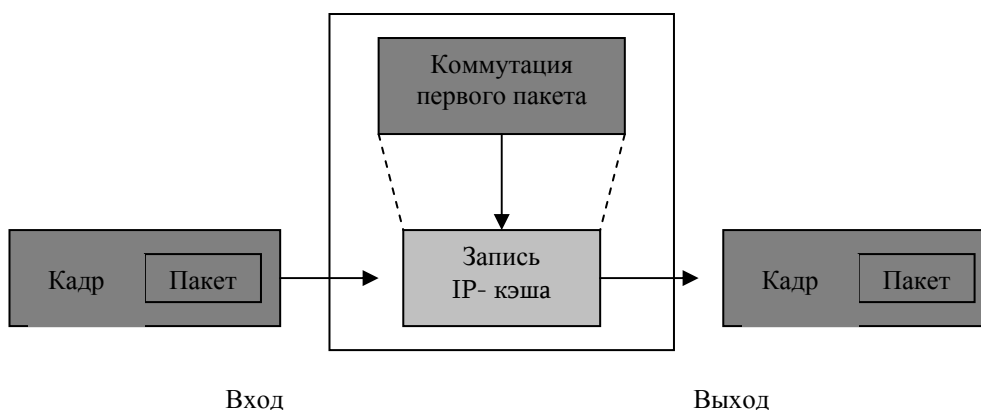 Коммутация
первого пакета
Кадр
Пакет
Запись
IP- кэша
Кадр
Пакет
Вход
Выход